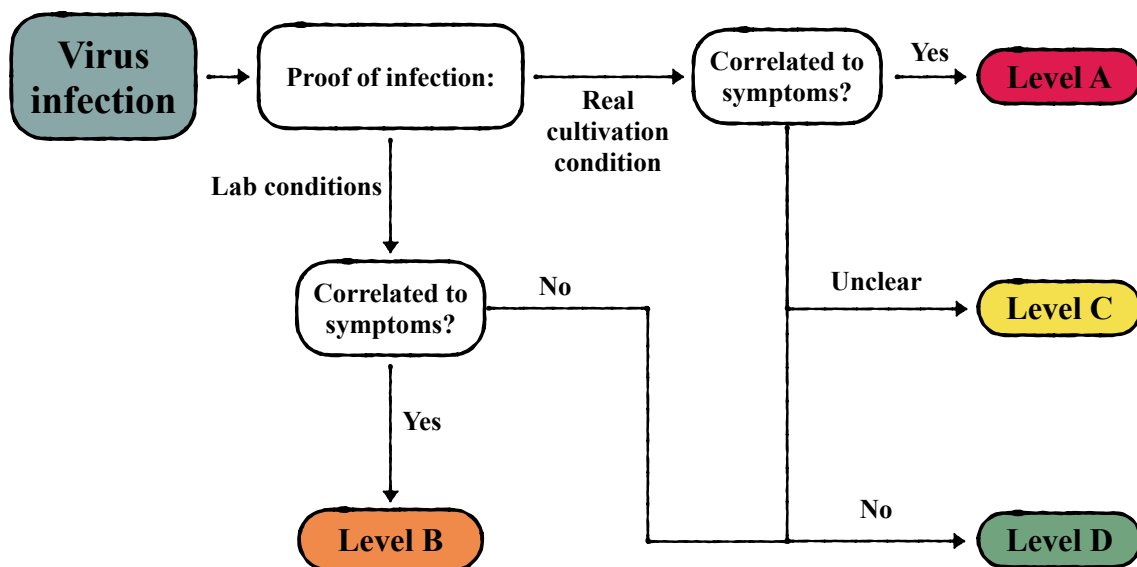 Virus
infection
Proof of infection:
Real
cultivation
condition
Correlated to
symptoms?
Yes
Level A
Lab conditions
Correlated to
symptoms?
No
Unclear
Level C
Yes
Level B
No
Level D